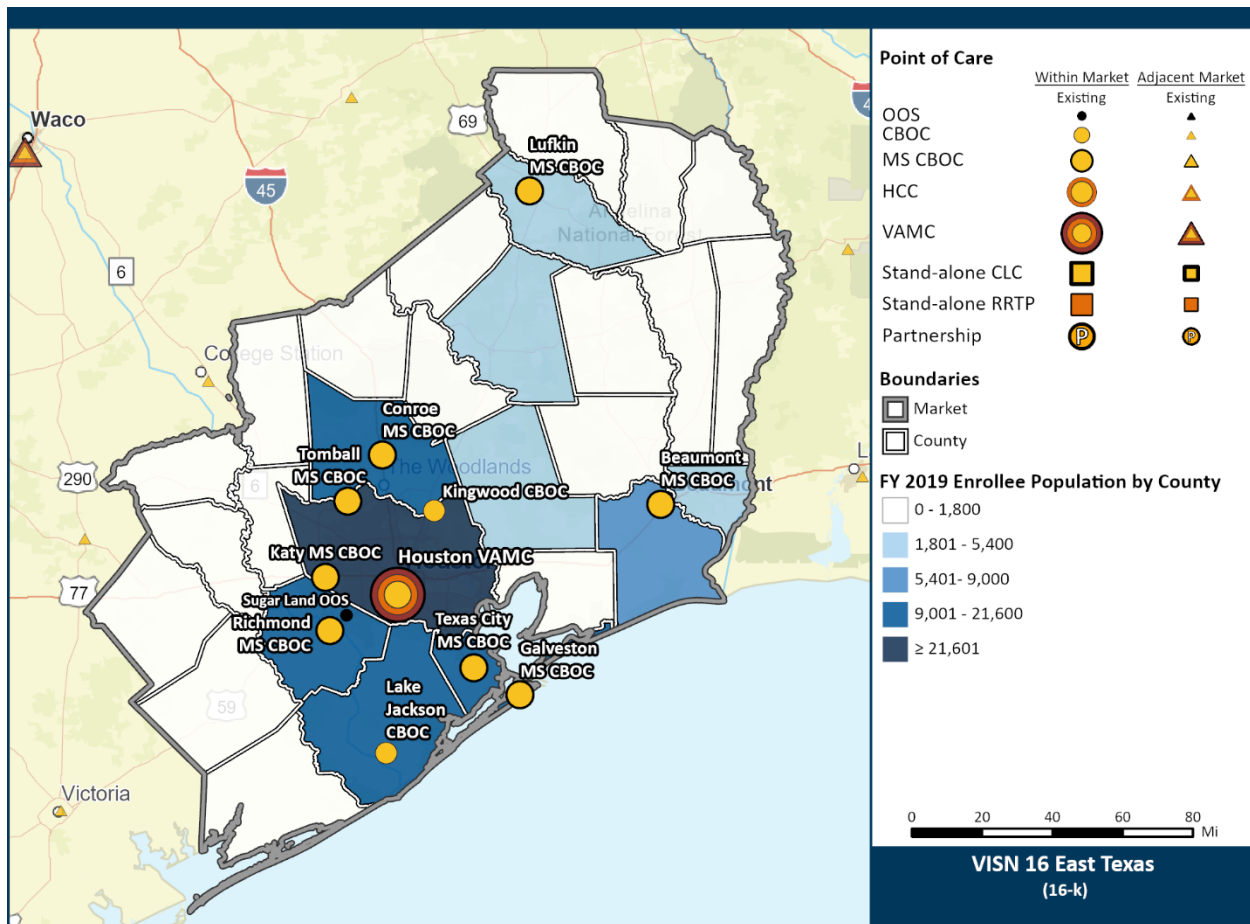 Waco
69
Lufkin
MS CBOC
45
Angelina
National Forest
6
College Station
Conroe
MS CBOC
Tomball
MS CBOC
The Woodlands
Beaumont
MS CBOC
290
6
Kingwood CBOC
Katy MS CBOC
Houston VAMC
77
Sugar Land OOS
Richmond
MS CBOC
Texas City
MS CBOC
Galveston
MS CBOC
Lake
Jackson
CBOC
59
Victoria
Point of Care
Within Market
Adjacent Market
Existing
Existing
OOS
CBOC
MS CBOC
HCC
VAMC
Stand-alone CLC
Stand-alone RRTP
Partnership
P
P
Boundaries
Market
County
FY 2019 Enrollee Population by County
0 - 1,800
1,801 - 5,400
5,401- 9,000
9,001 - 21,600
≥ 21,601
0 20 40 60 80
Mi
VISN 16 East Texas
(16-k)